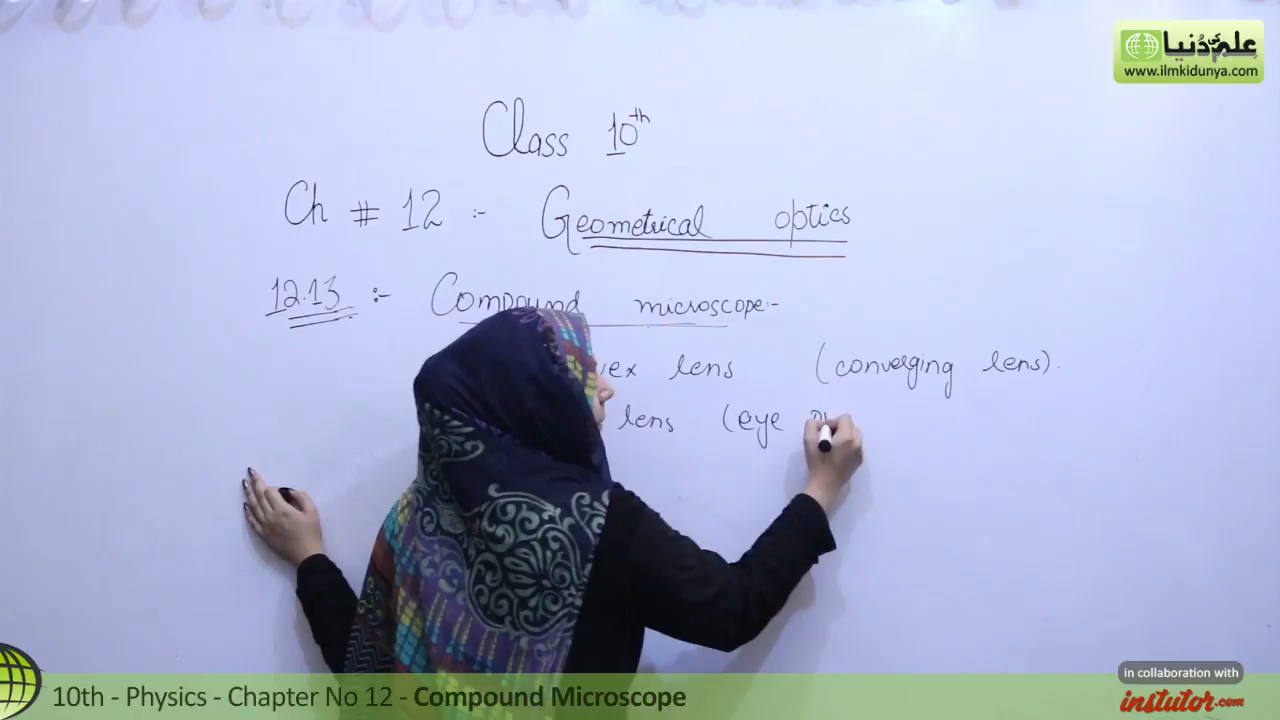 علم کی دُنیا
www.ilmkidunya.com
Class 10th
Ch # 12 :- Geometrical optics
12.13 :- Compound microscope:-
vex lens (converging lens).
lens (eye
10th - Physics - Chapter No 12 - Compound Microscope
in collaboration with
instutor.com